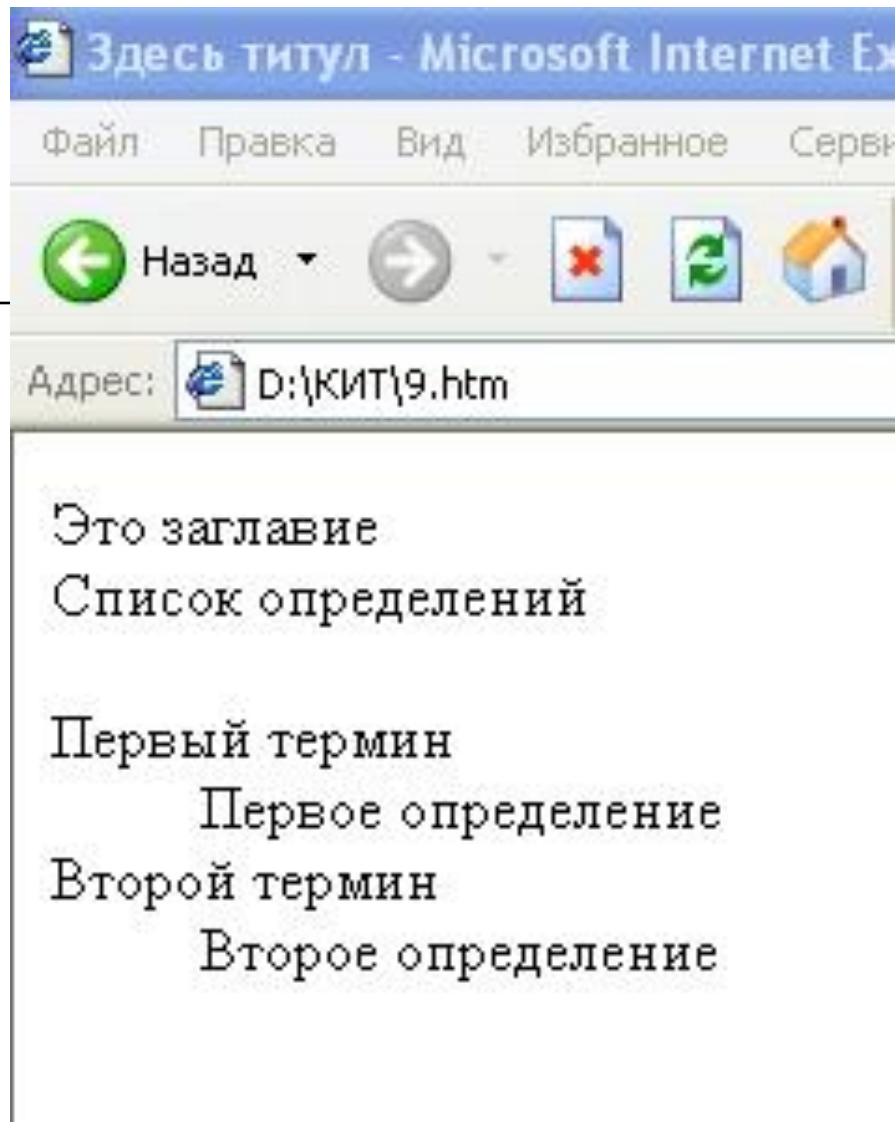 Здесь титул - Microsoft Internet Ex
Файл Правка Вид Избранное Серви
Назад
Адрес: D:\КИТ\9.htm
Это заглавие
Список определений
Первый термин
Первое определение
Второй термин
Второе определение